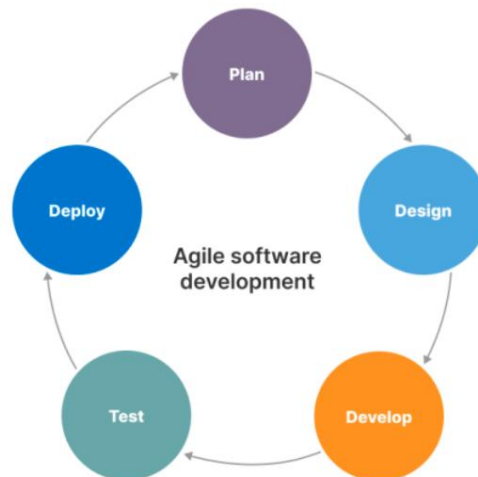 Plan
Design
Develop
Test
Deploy
Agile software
development